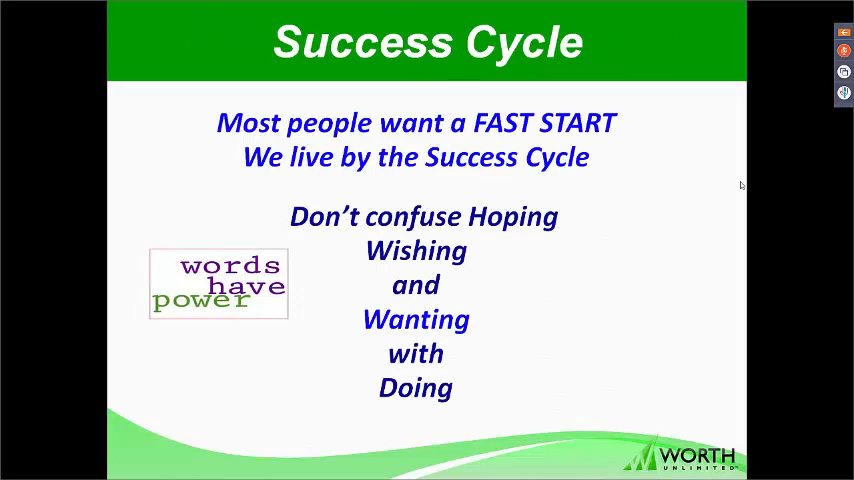 Success Cycle
Most people want a FAST START
We live by the Success Cycle
Don't confuse Hoping
Wishing
and
Wanting
with
Doing
words
have
power
WORTH
UNLIMITED™